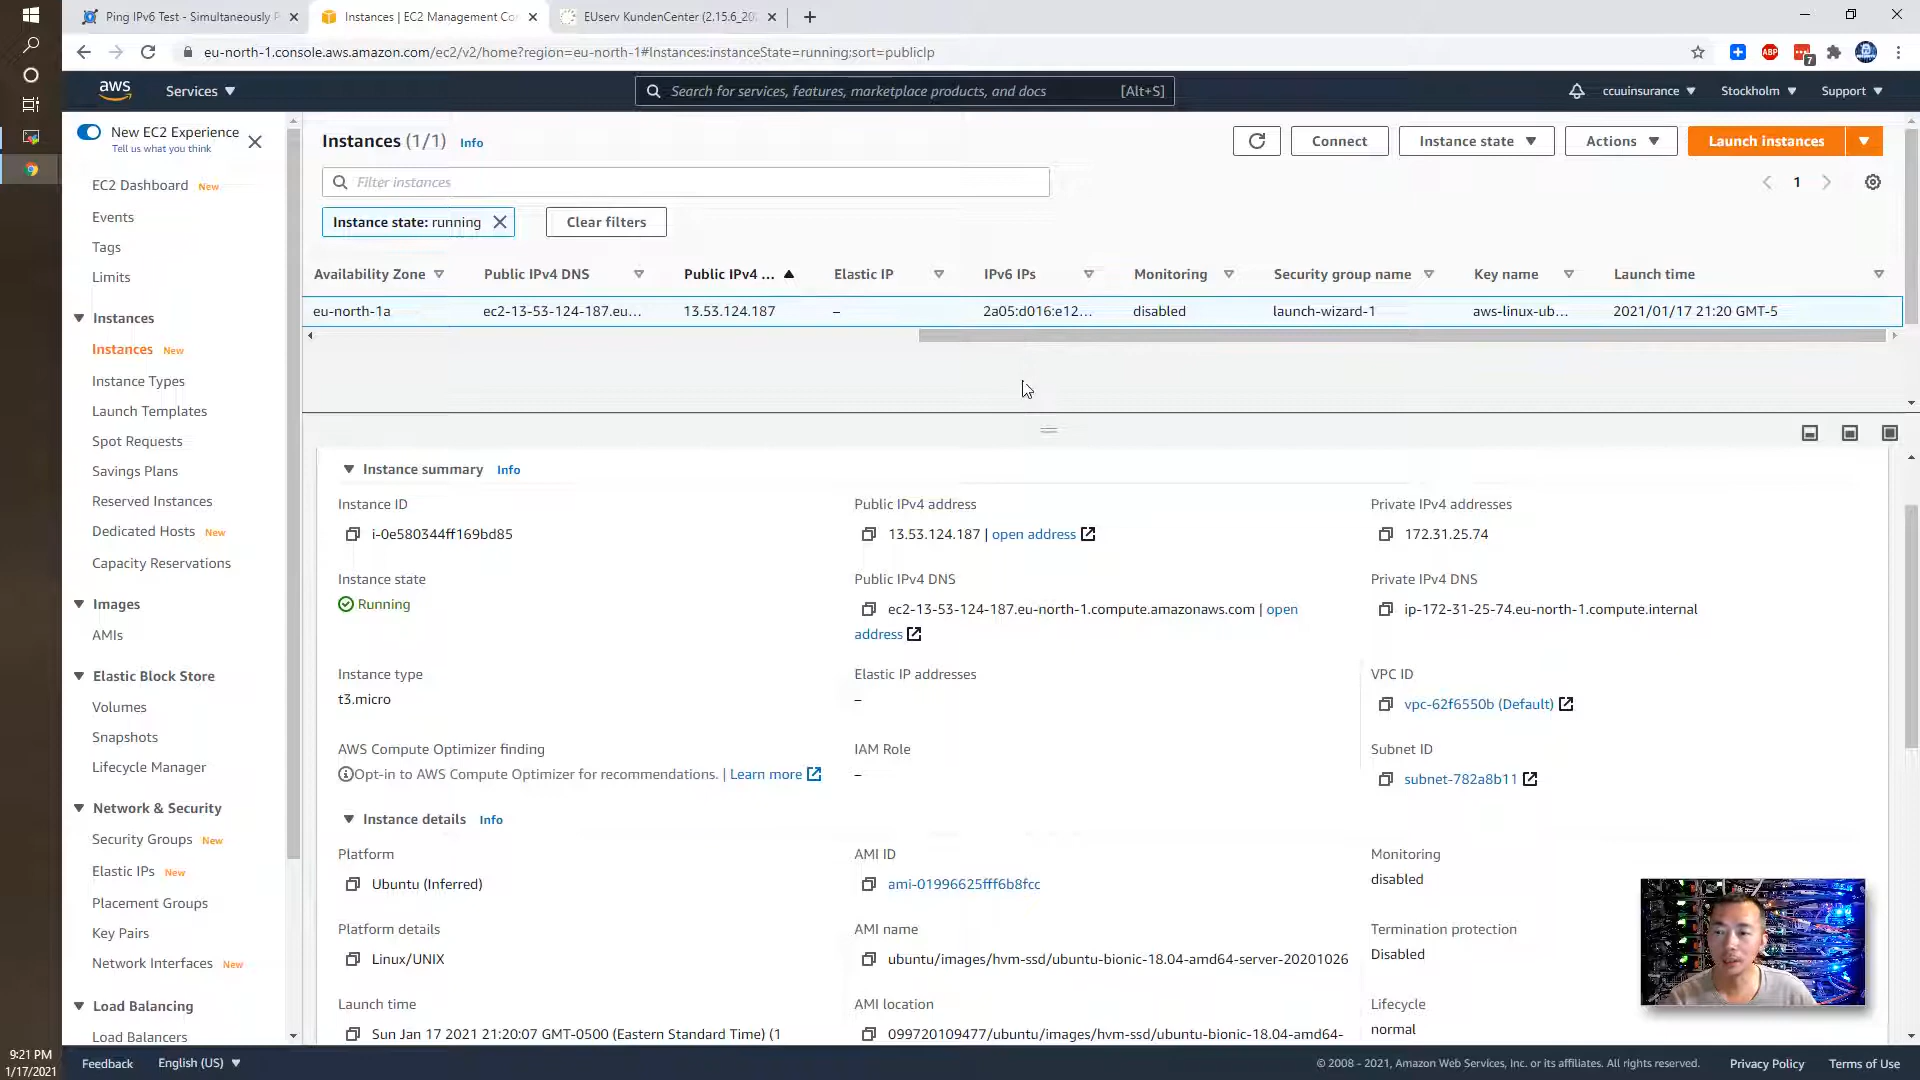 Ping IPv6 Test - Simultaneously P
Instances | EC2 Management Co
EUserv KundenCenter (2.15.6_20
eu-north-1.console.aws.amazon.com/ec2/v2/home?region=eu-north-1#Instances:instanceState=running;sort=publicIp
ABP
7
aws
Services
Search for services, features, marketplace products, and docs [Alt+S]
ccuuinsurance
Stockholm
Support
New EC2 Experience
Tell us what you think
EC2 Dashboard New
Events
Tags
Limits
Instances
Instances New
Instance Types
Launch Templates
Spot Requests
Savings Plans
Reserved Instances
Dedicated Hosts New
Capacity Reservations
Images
AMIs
Elastic Block Store
Volumes
Snapshots
Lifecycle Manager
Network & Security
Security Groups New
Elastic IPs New
Placement Groups
Key Pairs
Network Interfaces New
Load Balancing
Load Balancers
Instances (1/1) Info
Connect
Instance state
Actions
Launch instances
Filter instances
1
Instance state: running
Clear filters
Availability Zone Public IPv4 DNS Public IPv4 ... Elastic IP IPv6 IPs Monitoring Security group name Key name Launch time
eu-north-1a ec2-13-53-124-187.eu... 13.53.124.187 – 2a05:d016:e12... disabled launch-wizard-1 aws-linux-ub... 2021/01/17 21:20 GMT-5
Instance summary Info
Instance ID
i-0e580344ff169bd85
Public IPv4 address
13.53.124.187 | open address
Private IPv4 addresses
172.31.25.74
Instance state
Running
Public IPv4 DNS
ec2-13-53-124-187.eu-north-1.compute.amazonaws.com | open
address
Private IPv4 DNS
ip-172-31-25-74.eu-north-1.compute.internal
Instance type
t3.micro
Elastic IP addresses
–
VPC ID
vpc-62f6550b (Default)
AWS Compute Optimizer finding
Opt-in to AWS Compute Optimizer for recommendations. | Learn more
IAM Role
–
Subnet ID
subnet-782a8b11
Instance details Info
Platform
Ubuntu (Inferred)
AMI ID
ami-01996625fff6b8fcc
Monitoring
disabled
Platform details
Linux/UNIX
AMI name
ubuntu/images/hvm-ssd/ubuntu-bionic-18.04-amd64-server-20201026
Termination protection
Disabled
Launch time
Sun Jan 17 2021 21:20:07 GMT-0500 (Eastern Standard Time) (1
AMI location
099720109477/ubuntu/images/hvm-ssd/ubuntu-bionic-18.04-amd64-
Lifecycle
normal
Feedback
English (US)
© 2008 - 2021, Amazon Web Services, Inc. or its affiliates. All rights reserved.
Privacy Policy
Terms of Use
9:21 PM
1/17/2021